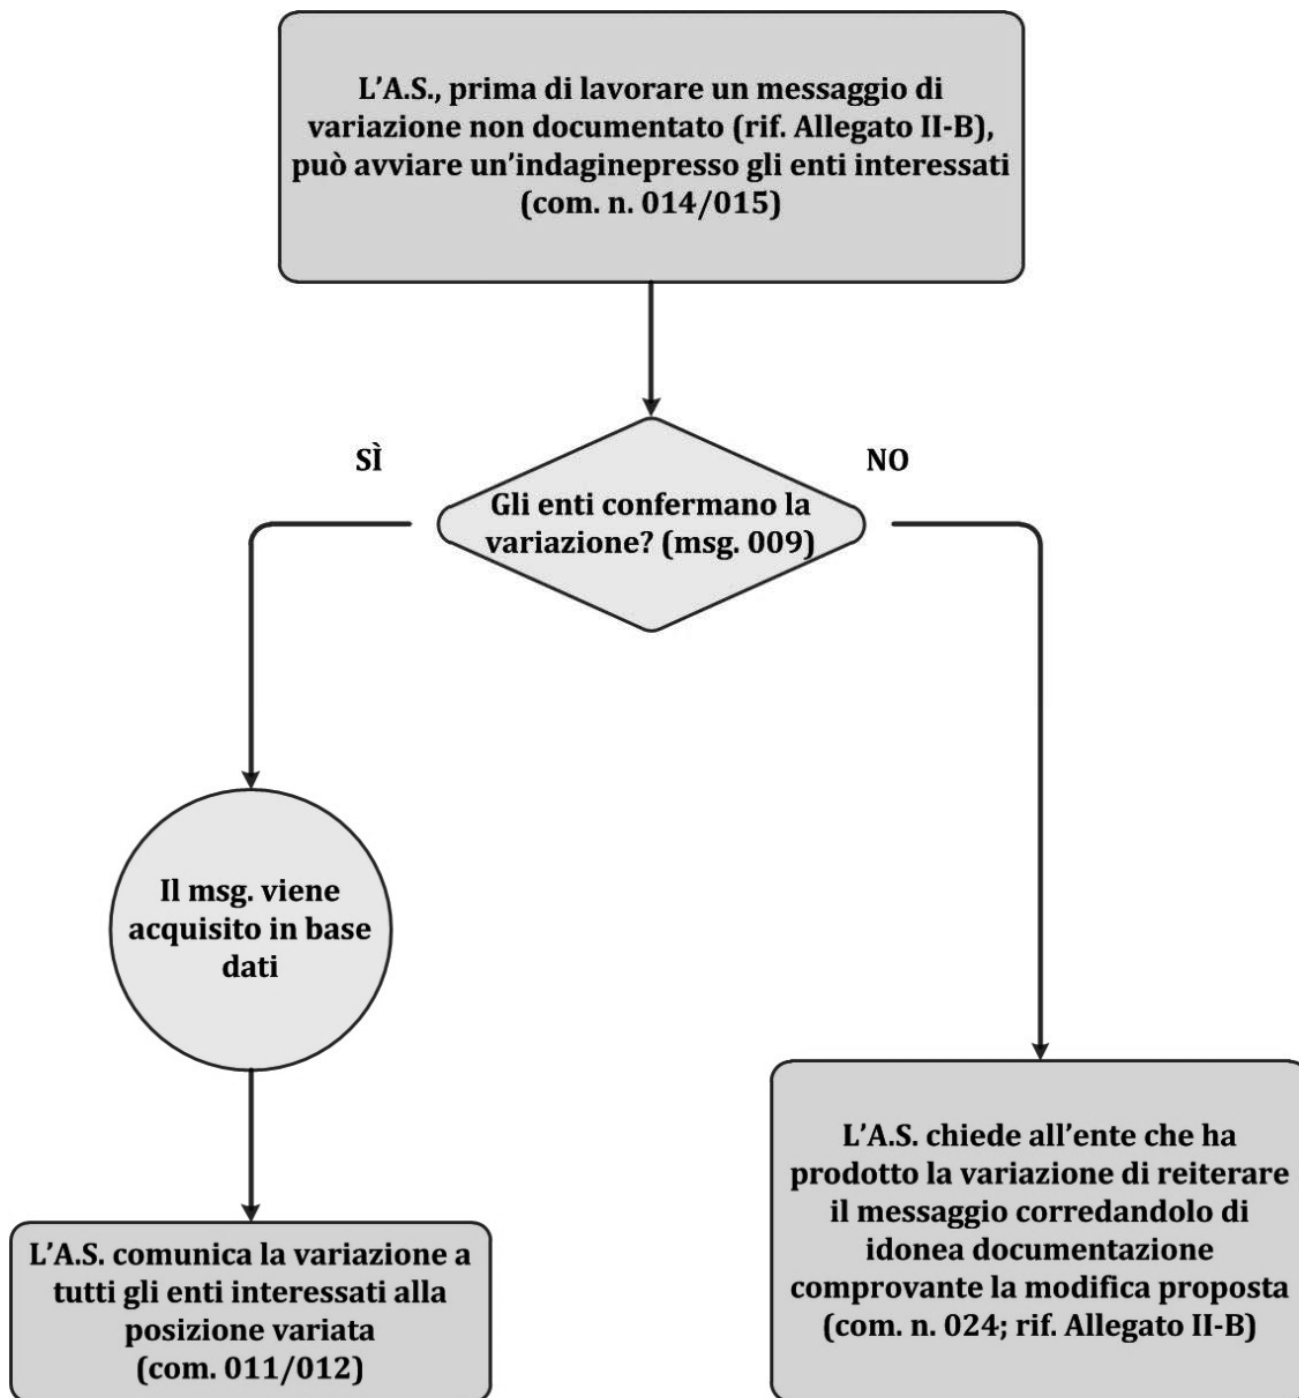 L’A.S., prima di lavorare un messaggio di
variazione non documentato (rif. Allegato II-B),
può avviare un’indaginepresso gli enti interessati
(com. n. 014/015)
SÌ
NO
Gli enti confermano la
variazione? (msg. 009)
Il msg. viene
acquisito in base
dati
L’A.S. chiede all’ente che ha
prodotto la variazione di reiterare
il messaggio corredandolo di
idonea documentazione
comprovante la modifica proposta
(com. n. 024; rif. Allegato II-B)
L’A.S. comunica la variazione a
tutti gli enti interessati alla
posizione variata
(com. 011/012)